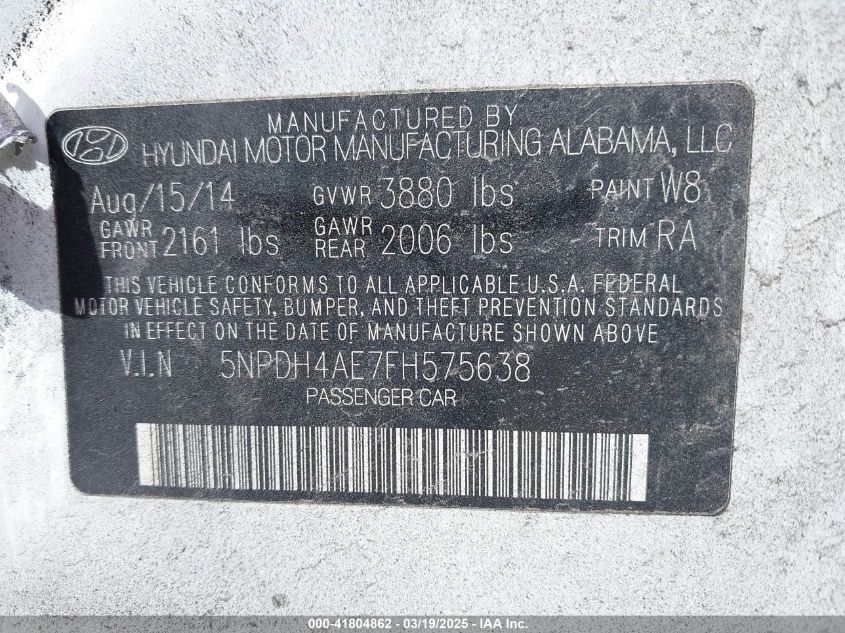 MANUFACTURED BY
HYUNDAI MOTOR MANUFACTURING ALABAMA, LLC
Aug/15/14 GVWR 3880 lbs PAINT W8
GAWR FRONT 2161 lbs GAWR REAR 2006 lbs TRIM RA
THIS VEHICLE CONFORMS TO ALL APPLICABLE U.S.A. FEDERAL
MOTOR VEHICLE SAFETY, BUMPER, AND THEFT PREVENTION STANDARDS
IN EFFECT ON THE DATE OF MANUFACTURE SHOWN ABOVE
V.I.N 5NPDH4AE7FH575638
PASSENGER CAR
000-41804862 - 03/19/2025 - IAA Inc.